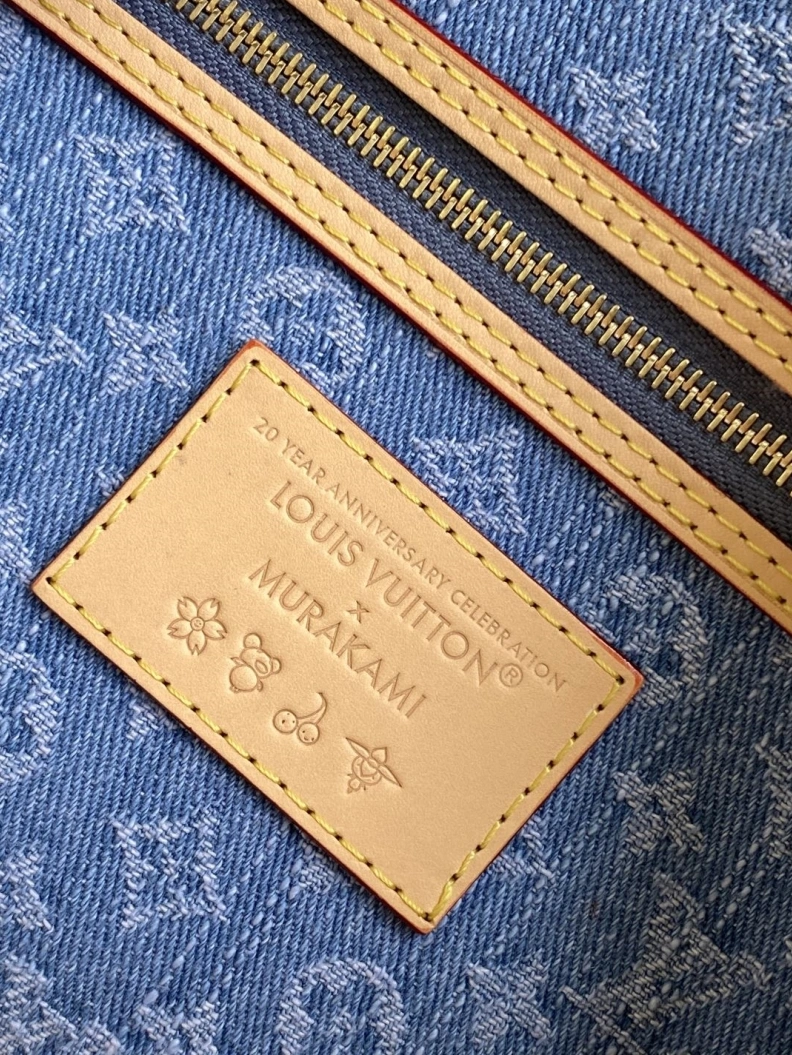 20 YEAR ANNIVERSARY CELEBRATION
LOUIS VUITTON®
x
MURAKAMI